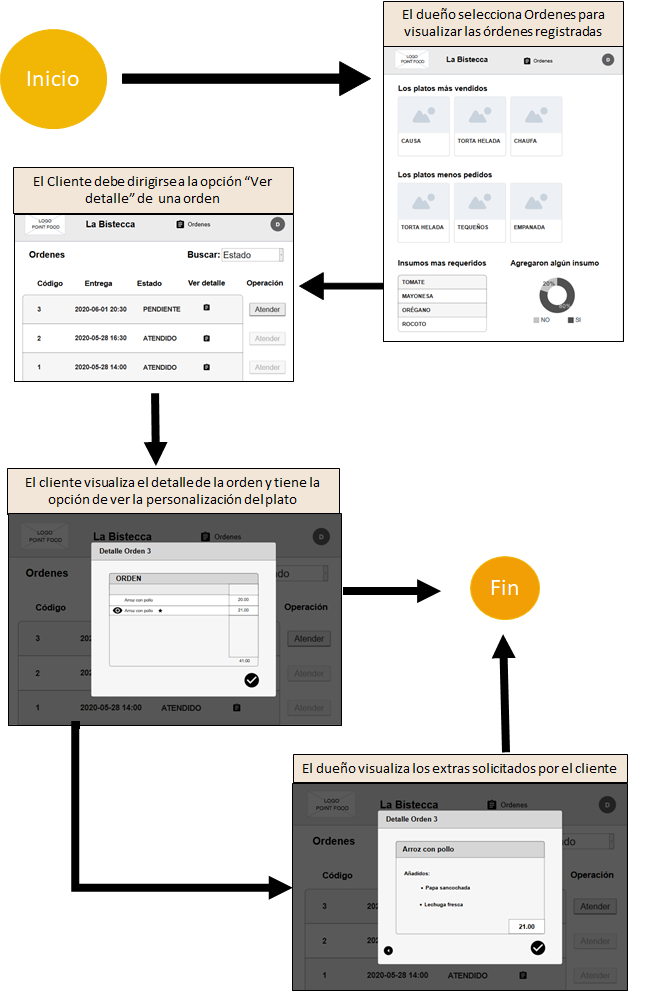 Inicio
El dueño selecciona Ordenes para
visualizar las órdenes registradas
LOGO
POINT FOOD
La Bistecca
Ordenes
D
Los platos más vendidos
CAUSA
TORTA HELADA
CHAUFA
Los platos menos pedidos
TORTA HELADA
TEQUEÑOS
EMPANADA
Insumos mas requeridos
Agregaron algún insumo
TOMATE
MAYONESA
ORÉGANO
ROCOTO
20%
80%
NO
SI
El Cliente debe dirigirse a la opción "Ver
detalle" de una orden
LOGO
POINT FOOD
La Bistecca
Ordenes
D
Ordenes
Buscar: Estado
Código Entrega Estado Ver detalle Operación
3 2020-06-01 20:30 PENDIENTE Atender
2 2020-05-28 16:30 ATENDIDO Atender
1 2020-05-28 14:00 ATENDIDO Atender
El cliente visualiza el detalle de la orden y tiene la
opción de ver la personalización del plato
LOGO
POINT FOOD
La Bistecca
Ordenes
D
Ordenes
ado
Código
Operación
Detalle Orden 3
ORDEN
Arroz con pollo 20.00
Arroz con pollo ★ 21.00
41.00
3 202 Atender
2 202 Atender
1 2020-05-28 14:00 ATENDIDO Atender
Fin
El dueño visualiza los extras solicitados por el cliente
LOGO
POINT FOOD
La Bistecca
Ordenes
D
Ordenes
tado
Código
Operación
Detalle Orden 3
Arroz con pollo
Añadidos:
• Papa sancochada
• Lechuga fresca
21.00
3 202 Atender
2 202 Atender
1 2020-05-28 14:00 ATENDIDO Atender